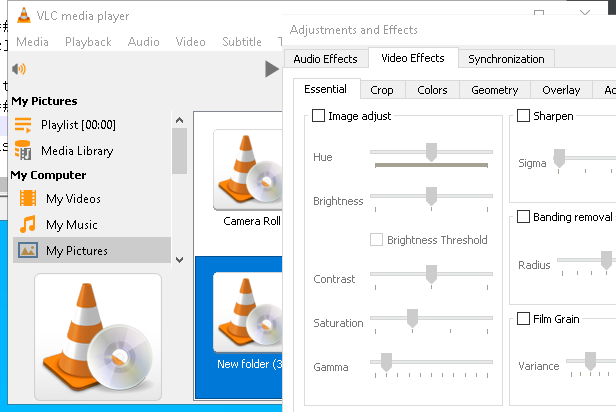 VLC media player
Media Playback Audio Video Subtitle
My Pictures
Playlist [00:00]
Media Library
My Computer
My Videos
My Music
My Pictures
Camera Roll
New folder (3
Adjustments and Effects
Audio Effects Video Effects Synchronization
Essential Crop Colors Geometry Overlay
Image adjust
Hue
Brightness
Brightness Threshold
Contrast
Saturation
Gamma
Sharpen
Sigma
Banding removal
Radius
Film Grain
Variance